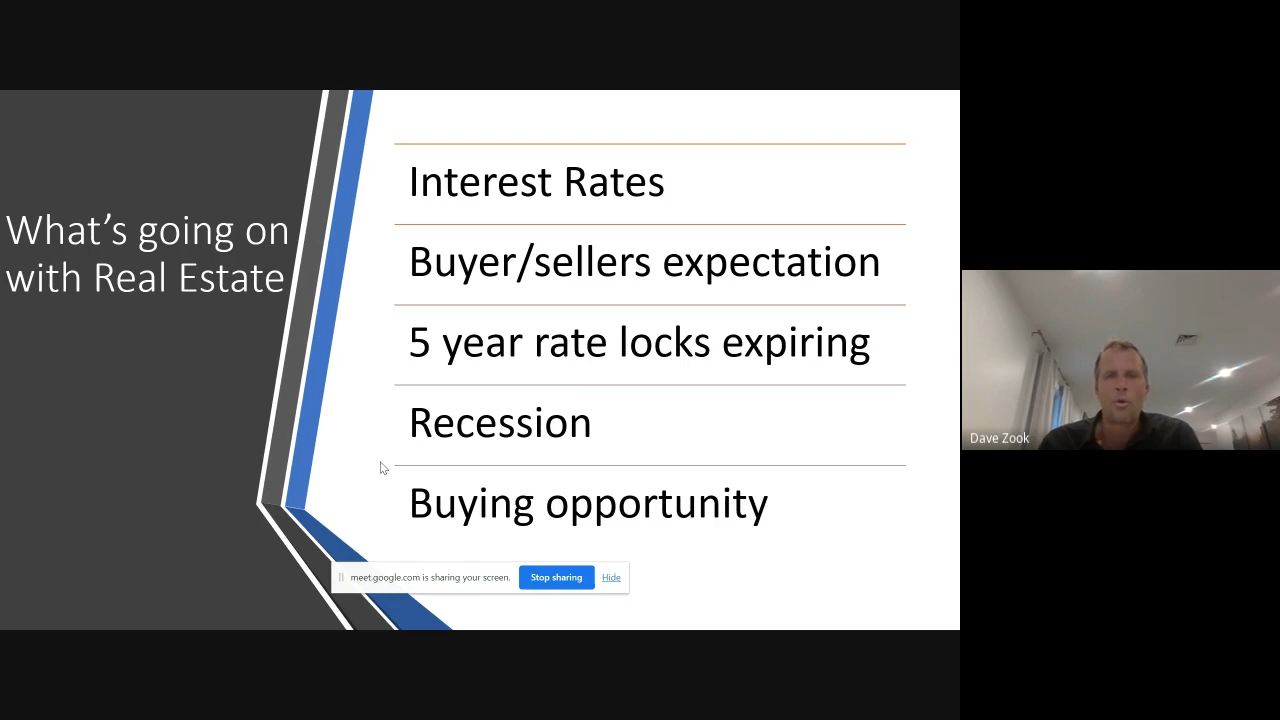 What's going on
with Real Estate
Interest Rates
Buyer/sellers expectation
5 year rate locks expiring
Recession
Buying opportunity
meet.google.com is sharing your screen.
Stop sharing
Hide
Dave Zook